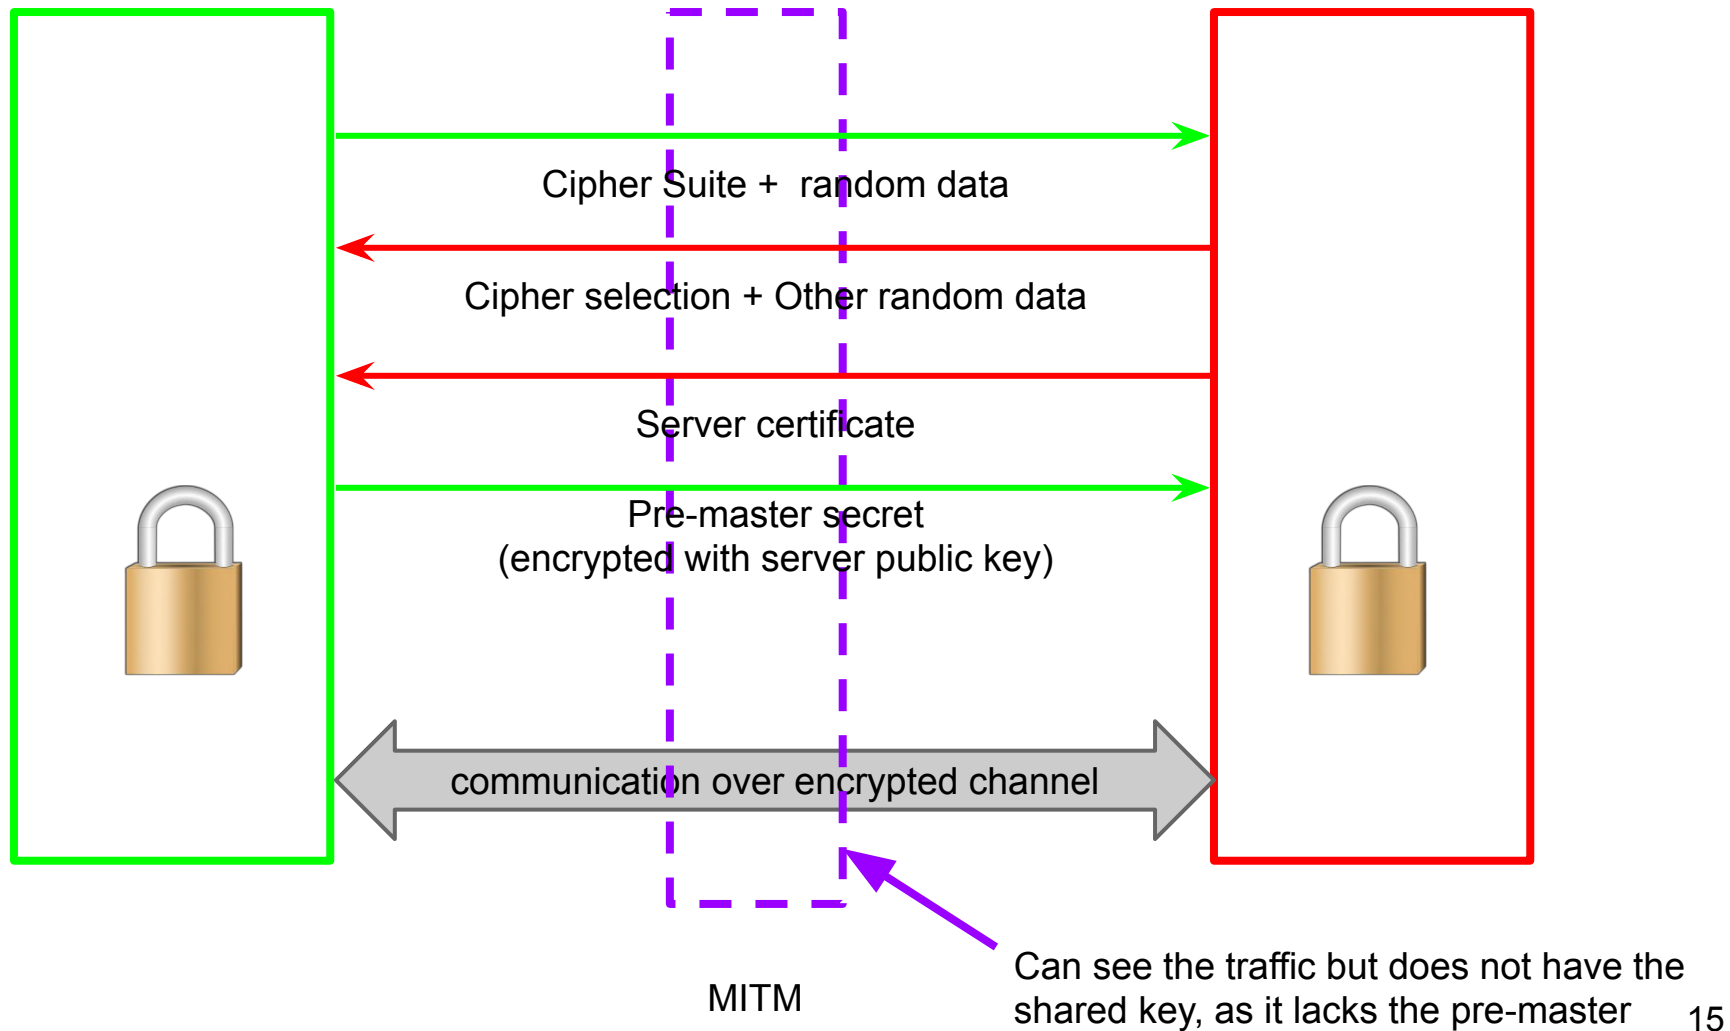 Cipher Suite +  random data
Cipher selection + Other random data
Server certificate
Pre-master secret
(encrypted with server public key)
communication over encrypted channel
MITM
Can see the traffic but does not have the
shared key, as it lacks the pre-master
15